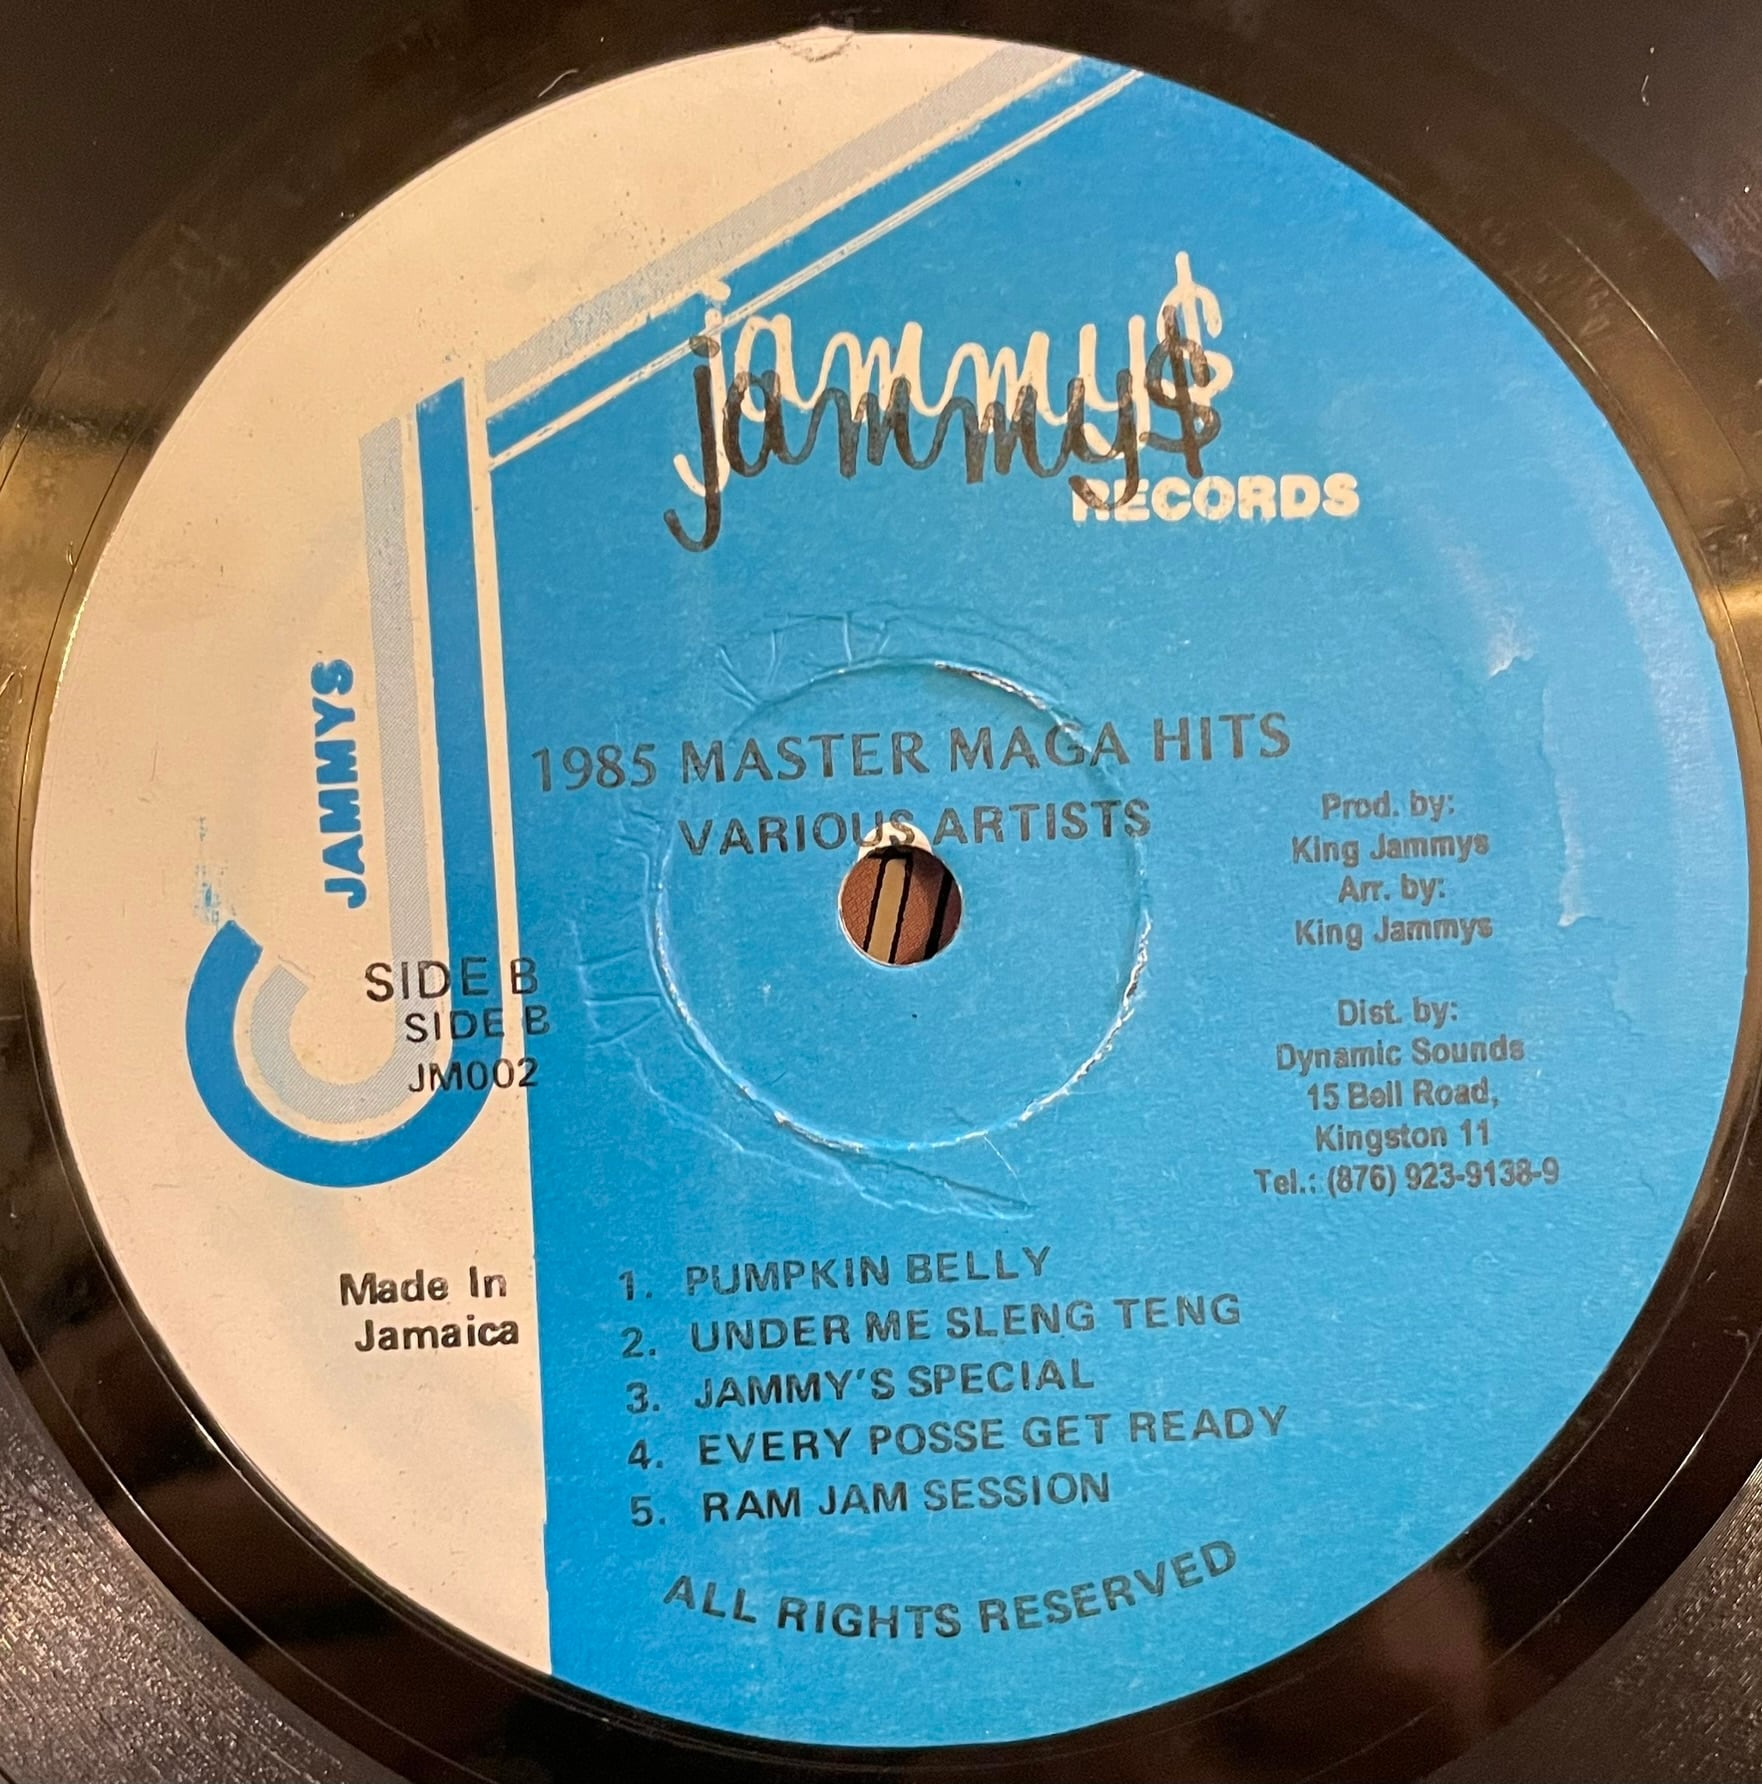 jammy$
jammy$
RECORDS
JAMMYS
1985 MASTER MAGA HITS
VARIOUS ARTISTS
Prod. by:
King Jammys
Arr. by:
King Jammys
SIDE B
SIDE B
JM002
Dist. by:
Dynamic Sounds
15 Bell Road,
Kingston 11
Tel.: (876) 923-9138-9
Made In
Jamaica
1. PUMPKIN BELLY
2. UNDER ME SLENG TENG
3. JAMMY'S SPECIAL
4. EVERY POSSE GET READY
5. RAM JAM SESSION
ALL RIGHTS RESERVED